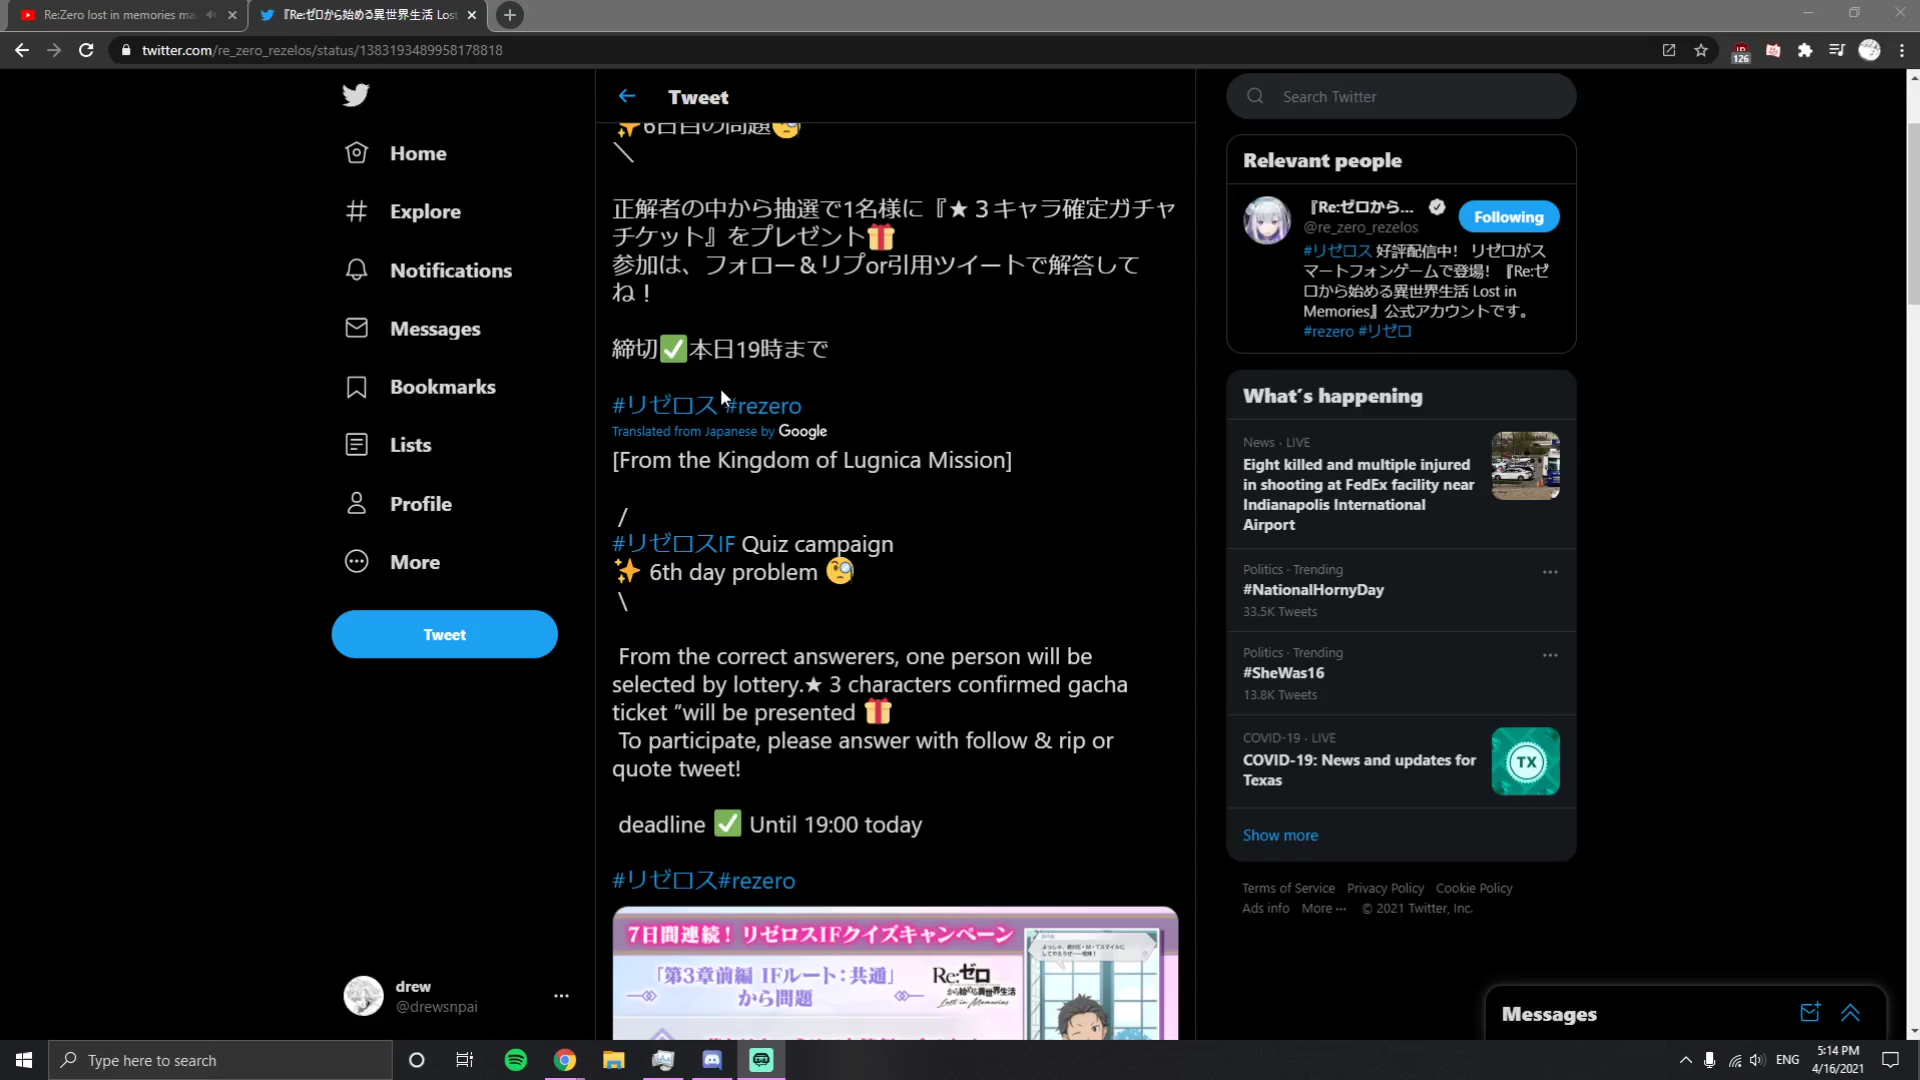 Re:Zero lost in memories ma
『Re:ゼロから始める異世界生活 Lost
twitter.com/re_zero_rezelos/status/1383193489958178818
126
Home
Explore
Notifications
Messages
Bookmarks
Lists
Profile
More
Tweet
drew
@drewsnpai
Tweet
✨6日目の問題🧐
＼
正解者の中から抽選で1名様に『★３キャラ確定ガチャ
チケット』をプレゼント🎁
参加は、フォロー＆リプor引用ツイートで解答して
ね！
締切✅本日19時まで
#リゼロス #rezero
Translated from Japanese by Google
[From the Kingdom of Lugnica Mission]
/
#リゼロスIF Quiz campaign
✨ 6th day problem 🧐
\
From the correct answerers, one person will be
selected by lottery.★ 3 characters confirmed gacha
ticket ”will be presented 🎁
To participate, please answer with follow & rip or
quote tweet!
deadline ✅ Until 19:00 today
#リゼロス#rezero
7日間連続！リゼロスIFクイズキャンペーン
「第3章前編 IFルート：共通」
から問題
Re:ゼロ
から始める異世界生活
Lost in Memories
Search Twitter
Relevant people
『Re:ゼロから...
@re_zero_rezelos
Following
#リゼロス 好評配信中！ リゼロがス
マートフォンゲームで登場！『Re:ゼ
ロから始める異世界生活 Lost in
Memories』公式アカウントです。
#rezero #リゼロ
What's happening
News · LIVE
Eight killed and multiple injured
in shooting at FedEx facility near
Indianapolis International
Airport
Politics · Trending
#NationalHornyDay
33.5K Tweets
Politics · Trending
#SheWas16
13.8K Tweets
COVID-19 · LIVE
COVID-19: News and updates for
Texas
TX
Show more
Terms of Service Privacy Policy Cookie Policy
Ads info More ··· © 2021 Twitter, Inc.
Messages
Type here to search
ENG
5:14 PM
4/16/2021